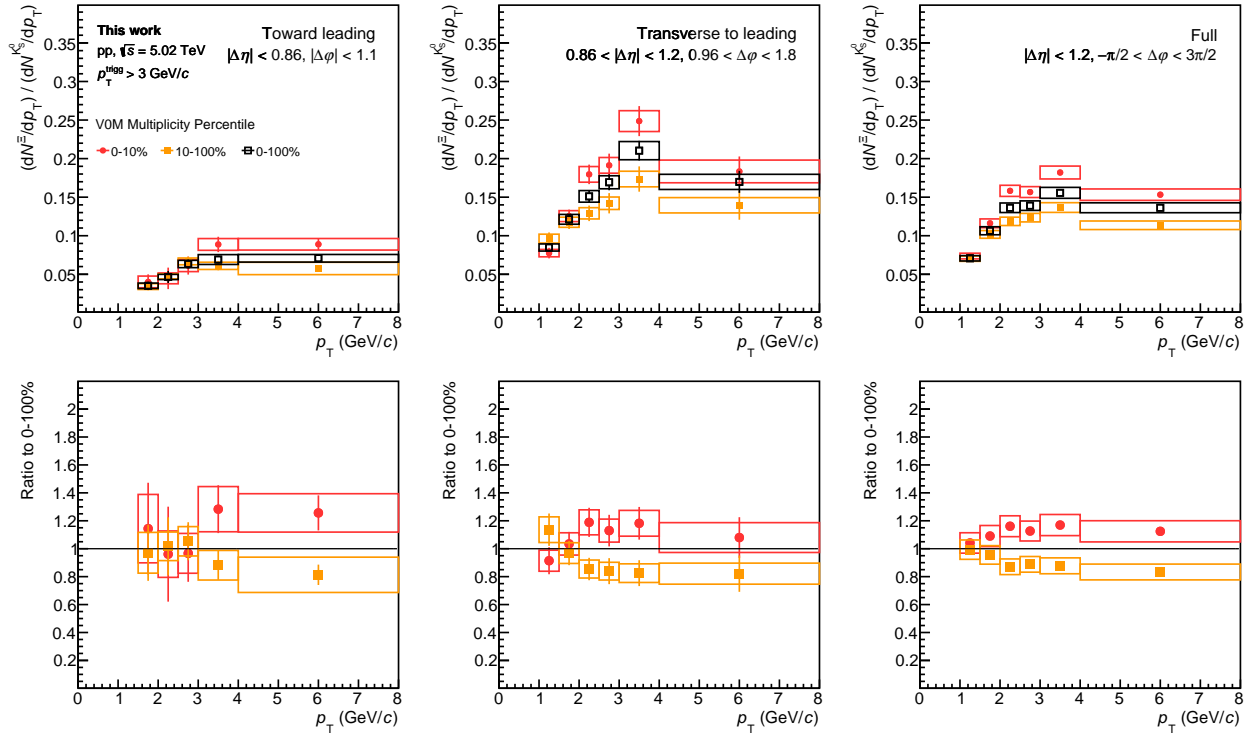 This work
pp, √s = 5.02 TeV
p_T^trigg > 3 GeV/c
Toward leading
|Δη| < 0.86, |Δφ| < 1.1
V0M Multiplicity Percentile
0-10% 10-100% 0-100%
(dN^Ξ/dp_T) / (dN^{K^0_S}/dp_T)
0.35
0.3
0.25
0.2
0.15
0.1
0.05
0 1 2 3 4 5 6 7 8
p_T (GeV/c)
Transverse to leading
0.86 < |Δη| < 1.2, 0.96 < Δφ < 1.8
(dN^Ξ/dp_T) / (dN^{K^0_S}/dp_T)
0.35
0.3
0.25
0.2
0.15
0.1
0.05
0 1 2 3 4 5 6 7 8
p_T (GeV/c)
Full
|Δη| < 1.2, −π/2 < Δφ < 3π/2
(dN^Ξ/dp_T) / (dN^{K^0_S}/dp_T)
0.35
0.3
0.25
0.2
0.15
0.1
0.05
0 1 2 3 4 5 6 7 8
p_T (GeV/c)
Ratio to 0-100%
2
1.8
1.6
1.4
1.2
1
0.8
0.6
0.4
0.2
0 1 2 3 4 5 6 7 8
p_T (GeV/c)
Ratio to 0-100%
2
1.8
1.6
1.4
1.2
1
0.8
0.6
0.4
0.2
0 1 2 3 4 5 6 7 8
p_T (GeV/c)
Ratio to 0-100%
2
1.8
1.6
1.4
1.2
1
0.8
0.6
0.4
0.2
0 1 2 3 4 5 6 7 8
p_T (GeV/c)